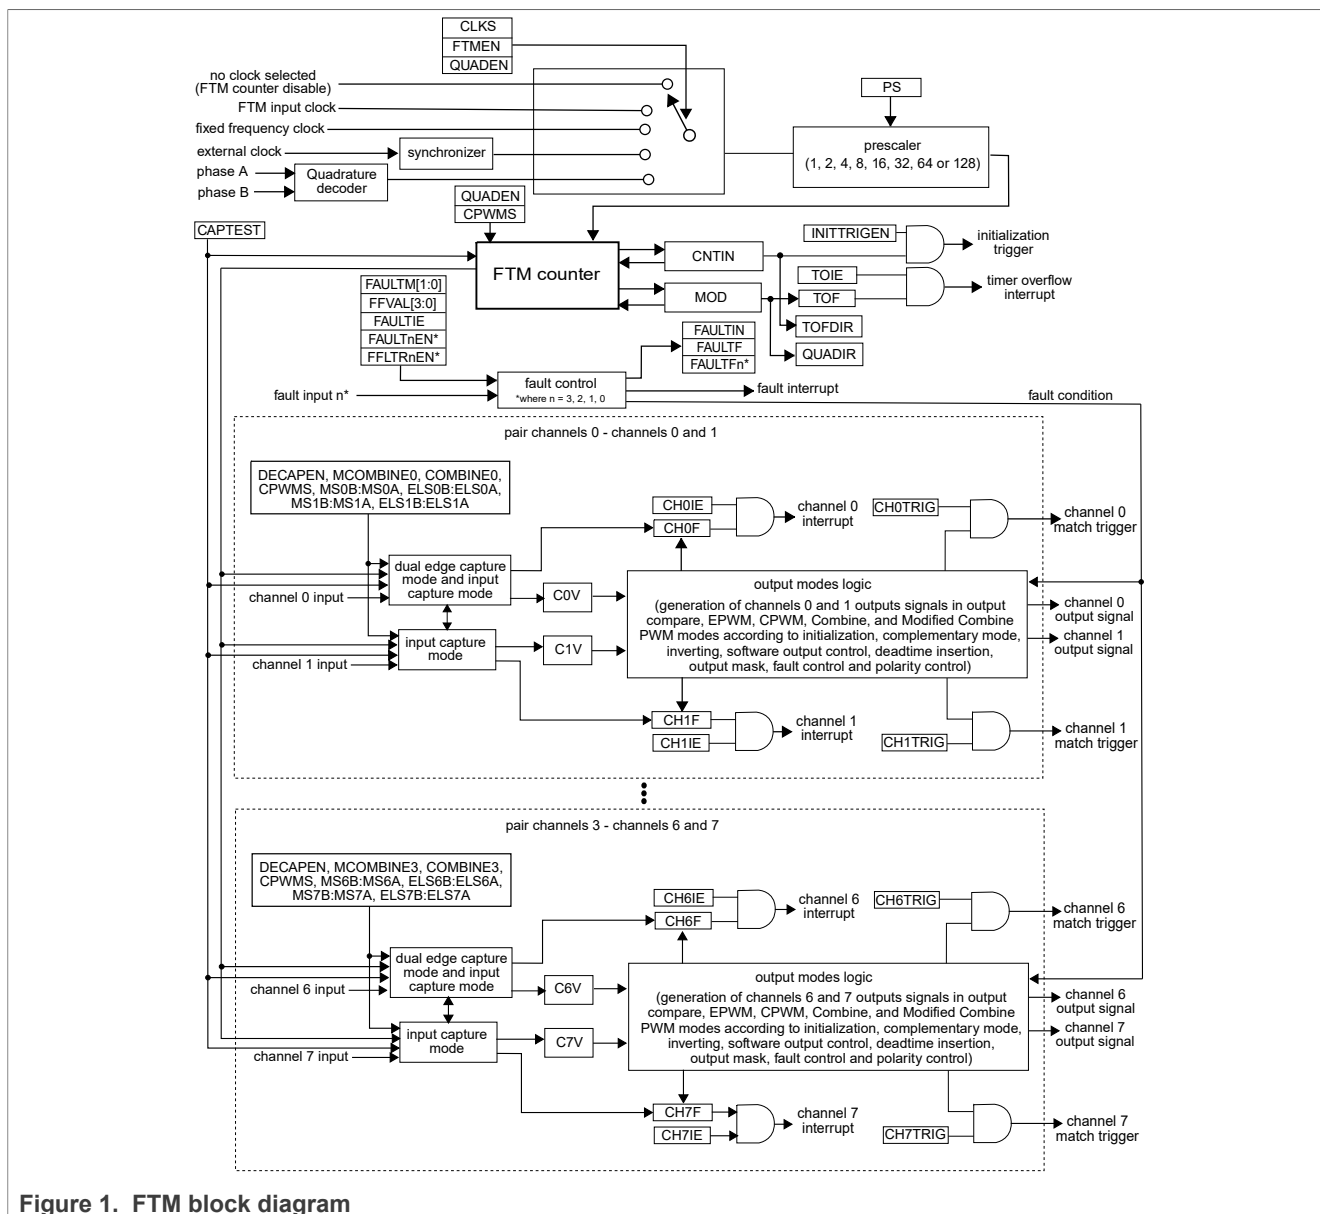 CLKS
FTMEN
QUADEN
no clock selected
(FTM counter disable)
FTM input clock
fixed frequency clock
external clock
synchronizer
phase A
phase B
Quadrature
decoder
PS
prescaler
(1, 2, 4, 8, 16, 32, 64 or 128)
QUADEN
CPWMS
CAPTEST
FTM counter
CNTIN
MOD
INITTRIGEN
initialization
trigger
TOIE
TOF
timer overflow
interrupt
TOFDIR
QUADIR
FAULTM[1:0]
FFVAL[3:0]
FAULTIE
FAULTnEN*
FFLTRnEN*
FAULTIN
FAULTF
FAULTFn*
fault input n*
fault control
*where n = 3, 2, 1, 0
fault interrupt
fault condition
pair channels 0 - channels 0 and 1
DECAPEN, MCOMBINE0, COMBINE0,
CPWMS, MS0B:MS0A, ELS0B:ELS0A,
MS1B:MS1A, ELS1B:ELS1A
CH0IE
CH0F
channel 0
interrupt
CH0TRIG
channel 0
match trigger
dual edge capture
mode and input
capture mode
channel 0 input
C0V
input capture
mode
channel 1 input
C1V
output modes logic
(generation of channels 0 and 1 outputs signals in output
compare, EPWM, CPWM, Combine, and Modified Combine
PWM modes according to initialization, complementary mode,
inverting, software output control, deadtime insertion,
output mask, fault control and polarity control)
channel 0
output signal
channel 1
output signal
CH1F
CH1IE
channel 1
interrupt
CH1TRIG
channel 1
match trigger
pair channels 3 - channels 6 and 7
DECAPEN, MCOMBINE3, COMBINE3,
CPWMS, MS6B:MS6A, ELS6B:ELS6A,
MS7B:MS7A, ELS7B:ELS7A
CH6IE
CH6F
channel 6
interrupt
CH6TRIG
channel 6
match trigger
dual edge capture
mode and input
capture mode
channel 6 input
C6V
input capture
mode
channel 7 input
C7V
output modes logic
(generation of channels 6 and 7 outputs signals in output
compare, EPWM, CPWM, Combine, and Modified Combine
PWM modes according to initialization, complementary mode,
inverting, software output control, deadtime insertion,
output mask, fault control and polarity control)
channel 6
output signal
channel 7
output signal
CH7F
CH7IE
channel 7
interrupt
CH7TRIG
channel 7
match trigger
Figure 1. FTM block diagram